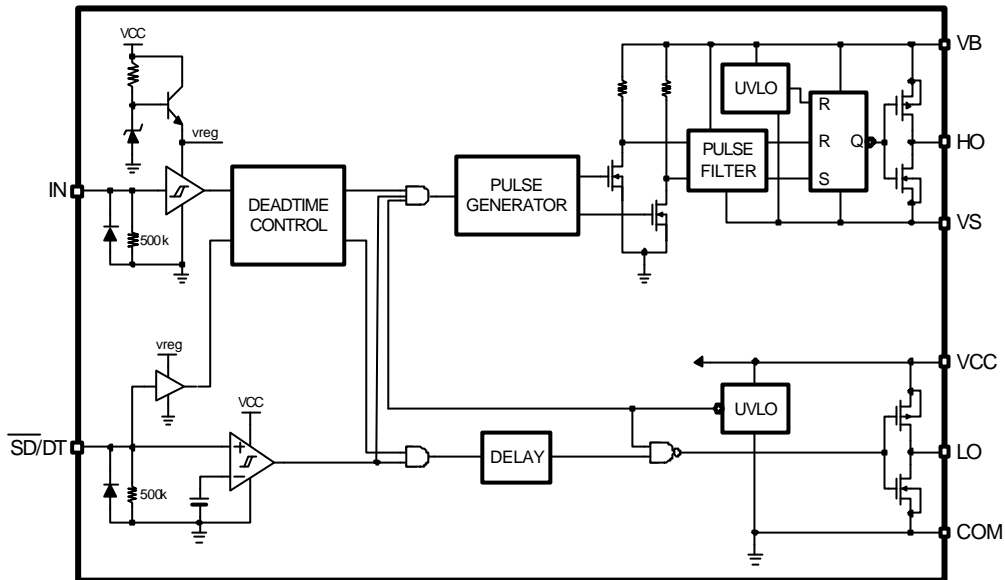 VCC
VB
UVLO
R
vreg
PULSE
FILTER
R
Q
S
HO
IN
DEADTIME
CONTROL
PULSE
GENERATOR
VS
500k
vreg
VCC
VCC
UVLO
SD/DT
+
−
DELAY
LO
500k
COM